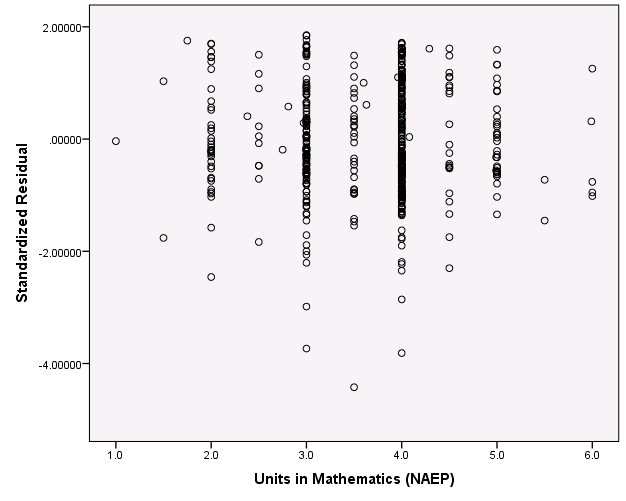 2.00000
.00000
-2.00000
-4.00000
Standardized Residual
1.0 2.0 3.0 4.0 5.0 6.0
Units in Mathematics (NAEP)